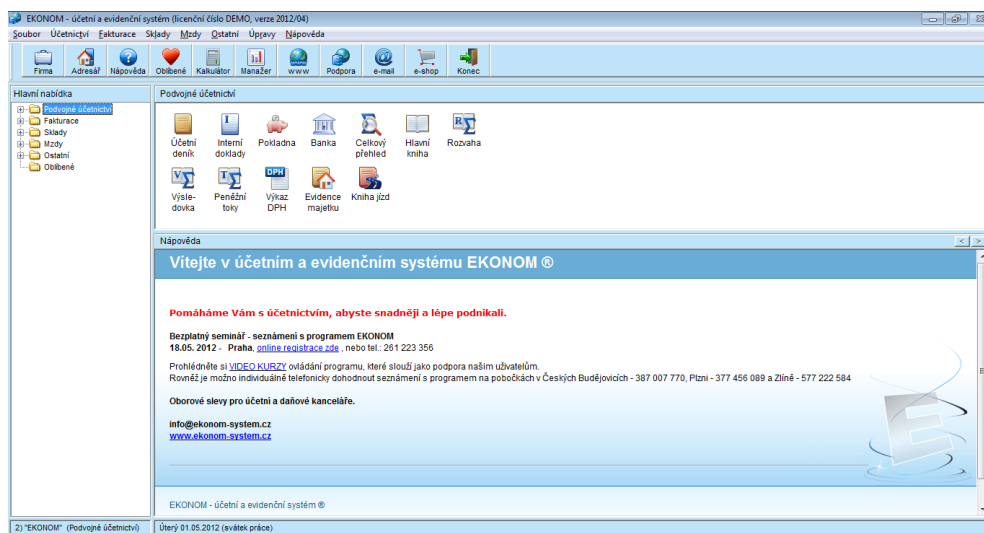 EKONOM - účetní a evidenční systém (licenční číslo DEMO, verze 2012/04)
Soubor Účetnictví Fakturace Sklady Mzdy Ostatní Úpravy Nápověda
Firma Adresář Nápověda Oblíbené Kalkulátor Manažer www Podpora e-mail e-shop Konec
Hlavní nabídka
Podvojné účetnictví
Fakturace
Sklady
Mzdy
Ostatní
Oblíbené
Podvojné účetnictví
Účetní deník
Interní doklady
Pokladna
Banka
Celkový přehled
Hlavní kniha
Rozvaha
Výsle-dovka
Peněžní toky
Výkaz DPH
Evidence majetku
Kniha jízd
Nápověda
Vítejte v účetním a evidenčním systému EKONOM ®
Pomáháme Vám s účetnictvím, abyste snadněji a lépe podnikali.
Bezplatný seminář - seznámení s programem EKONOM
18.05. 2012 - Praha, online registrace zde , nebo tel.: 261 223 356
Prohlédněte si VIDEO KURZY ovládání programu, které slouží jako podpora našim uživatelům.
Rovněž je možno individuálně telefonicky dohodnout seznámení s programem na pobočkách v Českých Budějovicích - 387 007 770, Plzni - 377 456 089 a Zlíně - 577 222 584
Oborové slevy pro účetní a daňové kanceláře.
info@ekonom-system.cz
www.ekonom-system.cz
EKONOM - účetní a evidenční systém ®
2) "EKONOM" (Podvojné účetnictví)
Úterý 01.05.2012 (svátek práce)